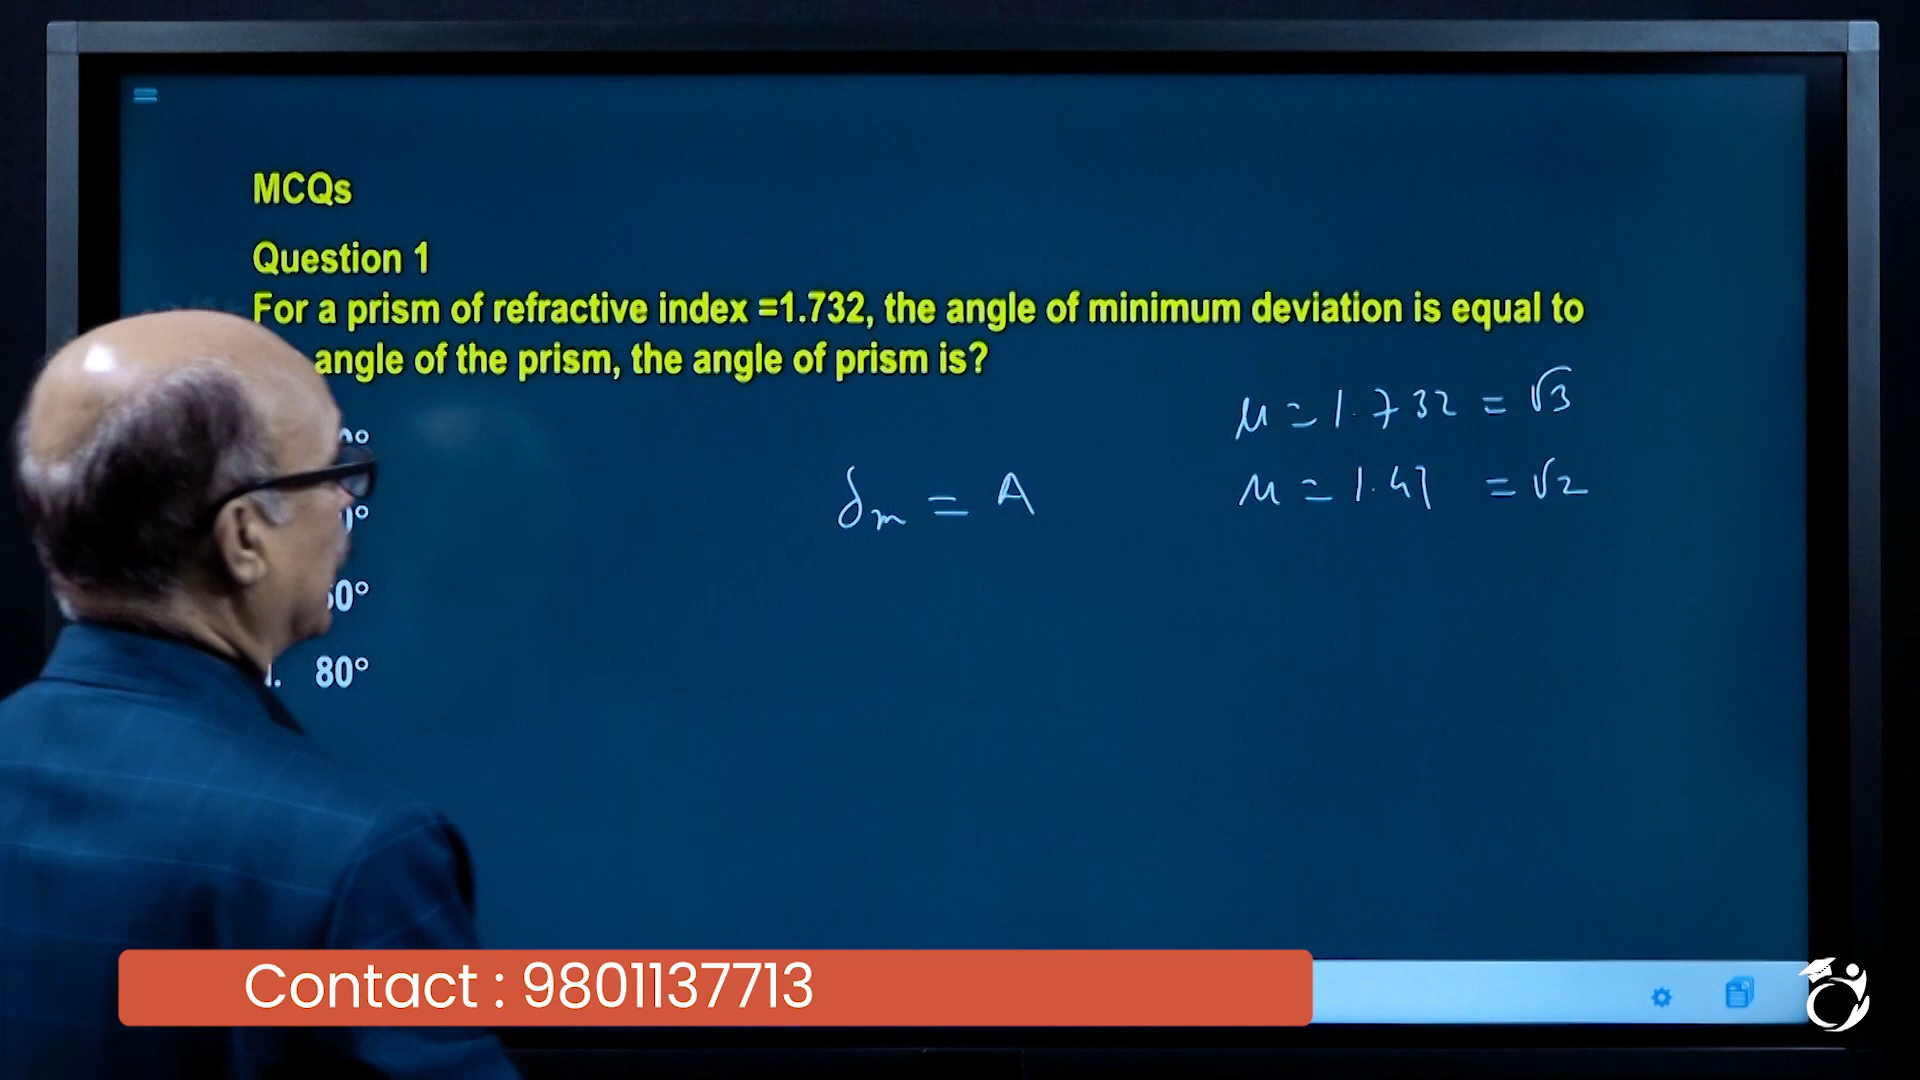 MCQs
Question 1
For a prism of refractive index =1.732, the angle of minimum deviation is equal to
angle of the prism, the angle of prism is?
μ = 1.732 = √3
δm = A
μ = 1.41 = √2
80°
Contact : 9801137713